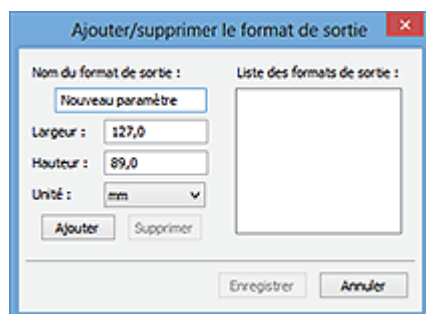 Ajouter/supprimer le format de sortie
Nom du format de sortie :
Nouveau paramètre
Largeur : 127,0
Hauteur : 89,0
Unité : mm
Ajouter Supprimer
Liste des formats de sortie :
Enregistrer Annuler